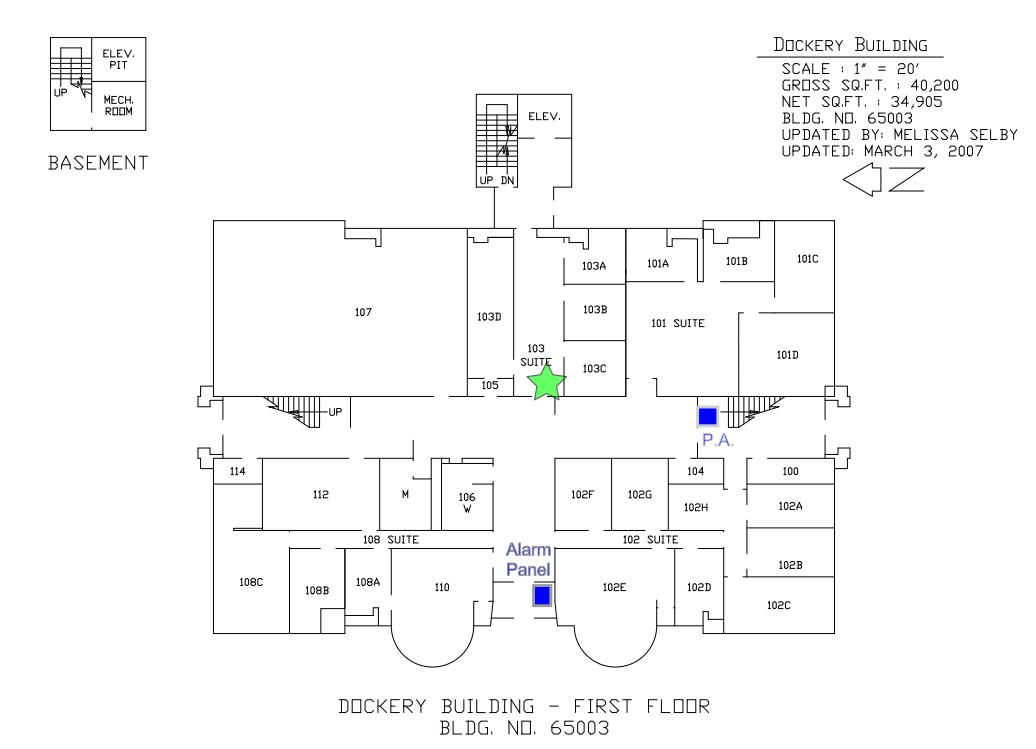 DOCKERY BUILDING
SCALE : 1" = 20'
GROSS SQ.FT. : 40,200
NET SQ.FT. : 34,905
BLDG. NO. 65003
UPDATED BY: MELISSA SELBY
UPDATED: MARCH 3, 2007
N
ELEV.
PIT
UP
MECH.
ROOM
BASEMENT
ELEV.
UP DN
103A
101A
101B
101C
107
103D
103B
101 SUITE
103
SUITE
103C
101D
105
UP
P.A.
114
112
M
106
W
102F
102G
104
100
102H
102A
108 SUITE
102 SUITE
Alarm
Panel
108C
108B
108A
110
102E
102D
102B
102C
DOCKERY BUILDING - FIRST FLOOR
BLDG. NO. 65003